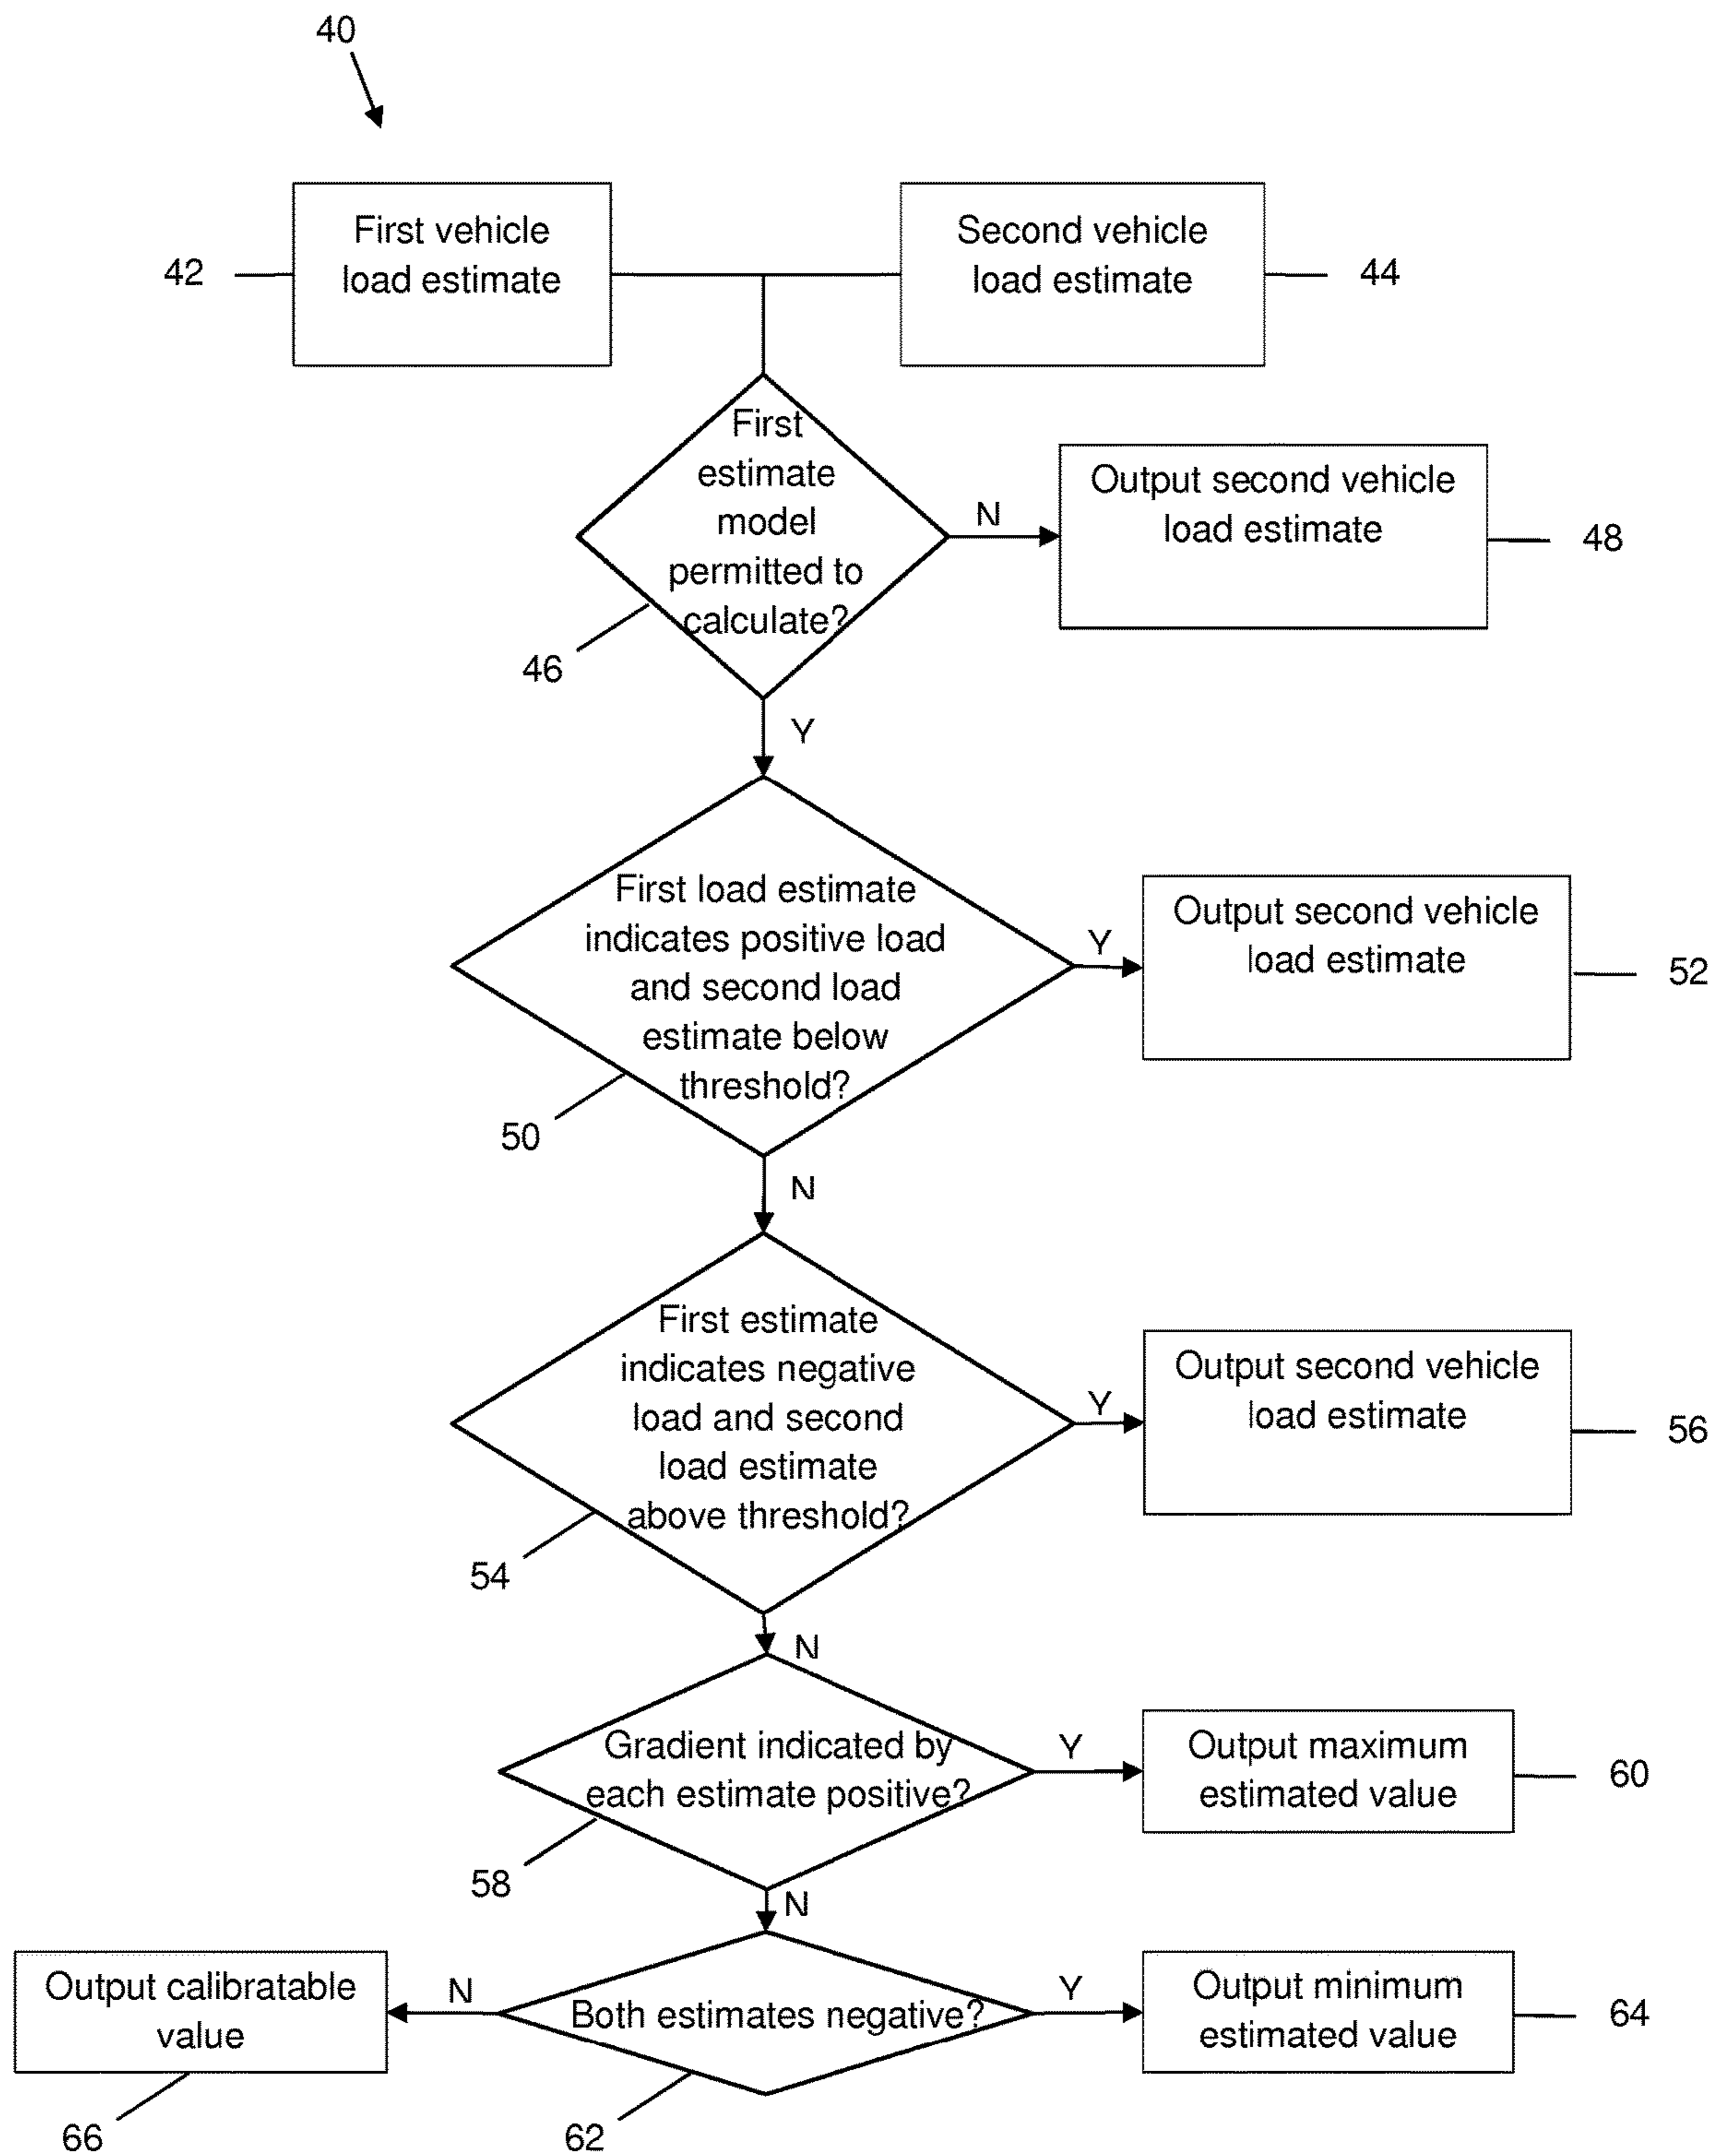 40
First vehicle
load estimate
42
Second vehicle
load estimate
44
First
estimate
model
permitted to
calculate?
46
N
Output second vehicle
load estimate
48
Y
First load estimate
indicates positive load
and second load
estimate below
threshold?
50
Y
Output second vehicle
load estimate
52
N
First estimate
indicates negative
load and second
load estimate
above threshold?
54
Y
Output second vehicle
load estimate
56
N
Gradient indicated by
each estimate positive?
58
Y
Output maximum
estimated value
60
N
Both estimates negative?
62
Y
Output minimum
estimated value
64
N
Output calibratable
value
66